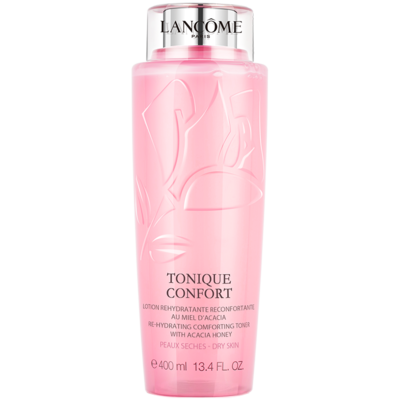 LANCÔME
PARIS
TONIQUE
CONFORT
LOTION REHYDRATANTE RECONFORTANTE
AU MIEL D'ACACIA
RE-HYDRATING COMFORTING TONER
WITH ACACIA HONEY
PEAUX SECHES - DRY SKIN
℮400 ml 13.4 FL. OZ.